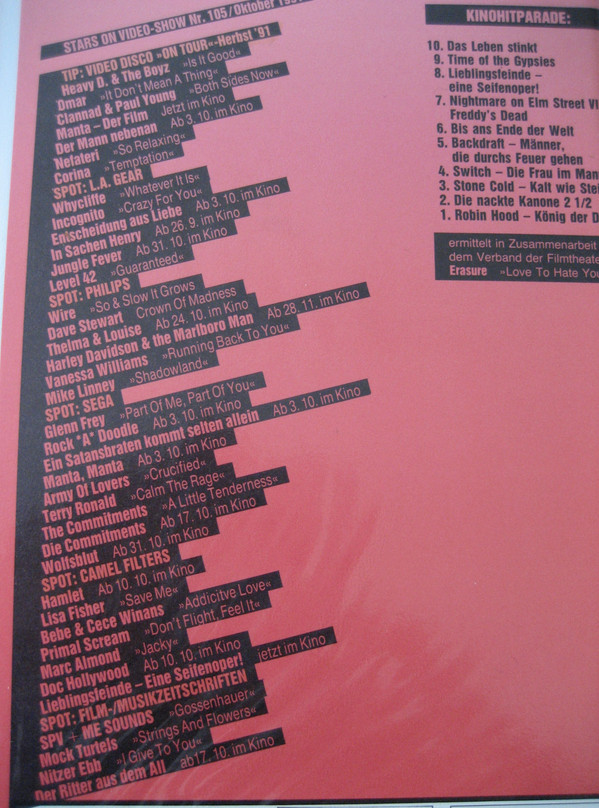 STARS ON VIDEO-SHOW Nr. 105/Oktober
TIP: VIDEO DISCO »ON TOUR«-Herbst '91
Heavy D. & The Boyz »Is It Good«
Omar »It Don't Mean A Thing«
Clannad & Paul Young »Both Sides Now«
Manta – Der Film Jetzt im Kino
Der Mann nebenan Ab 3. 10. im Kino
Nefateri »So Relaxing«
Corina »Temptation«
SPOT: L.A. GEAR
Whycliffe »Whatever It Is«
Incognito »Crazy For You«
Entscheidung aus Liebe Ab 3. 10. im Kino
In Sachen Henry Ab 26. 9. im Kino
Jungle Fever Ab 31. 10. im Kino
Level 42 »Guaranteed«
SPOT: PHILIPS
Wire »So & Slow It Grows
Dave Stewart Crown Of Madness
Thelma & Louise Ab 24. 10. im Kino
Harley Davidson & the Marlboro Man Ab 28. 11. im Kino
Vanessa Williams »Running Back To You«
Mike Linney »Shadowland«
SPOT: SEGA
Glenn Frey »Part Of Me, Part Of You«
Rock "A" Doodle Ab 3. 10. im Kino
Ein Satansbraten kommt selten allein Ab 3. 10. im Kino
Manta, Manta Ab 3. 10. im Kino
Army Of Lovers »Crucified«
Terry Ronald »Calm The Rage«
The Commitments »A Little Tenderness«
Die Commitments Ab 17. 10. im Kino
Wolfsblut Ab 31. 10. im Kino
SPOT: CAMEL FILTERS
Hamlet Ab 10. 10. im Kino
Lisa Fisher »Save Me«
Bebe & Cece Winans »Addicitve Love«
Primal Scream »Don't Flight, Feel It«
Marc Almond »Jacky«
Doc Hollywood Ab 10. 10. im Kino
Lieblingsfeinde – Eine Seifenoper! jetzt im Kino
SPOT: FILM-/MUSIKZEITSCHRIFTEN
SPV + ME SOUNDS »Gossenhauer«
Mock Turtels »Strings And Flowers«
Nitzer Ebb »I Give To You«
Der Ritter aus dem All ab 17. 10. im Kino
KINOHITPARADE:
10. Das Leben stinkt
9. Time of the Gypsies
8. Lieblingsfeinde –
eine Seifenoper!
7. Nightmare on Elm Street VI
Freddy's Dead
6. Bis ans Ende der Welt
5. Backdraft – Männer,
die durchs Feuer gehen
4. Switch – Die Frau im Man
3. Stone Cold – Kalt wie Stei
2. Die nackte Kanone 2 1/2
1. Robin Hood – König der D
ermittelt in Zusammenarbeit
dem Verband der Filmtheate
Erasure »Love To Hate You